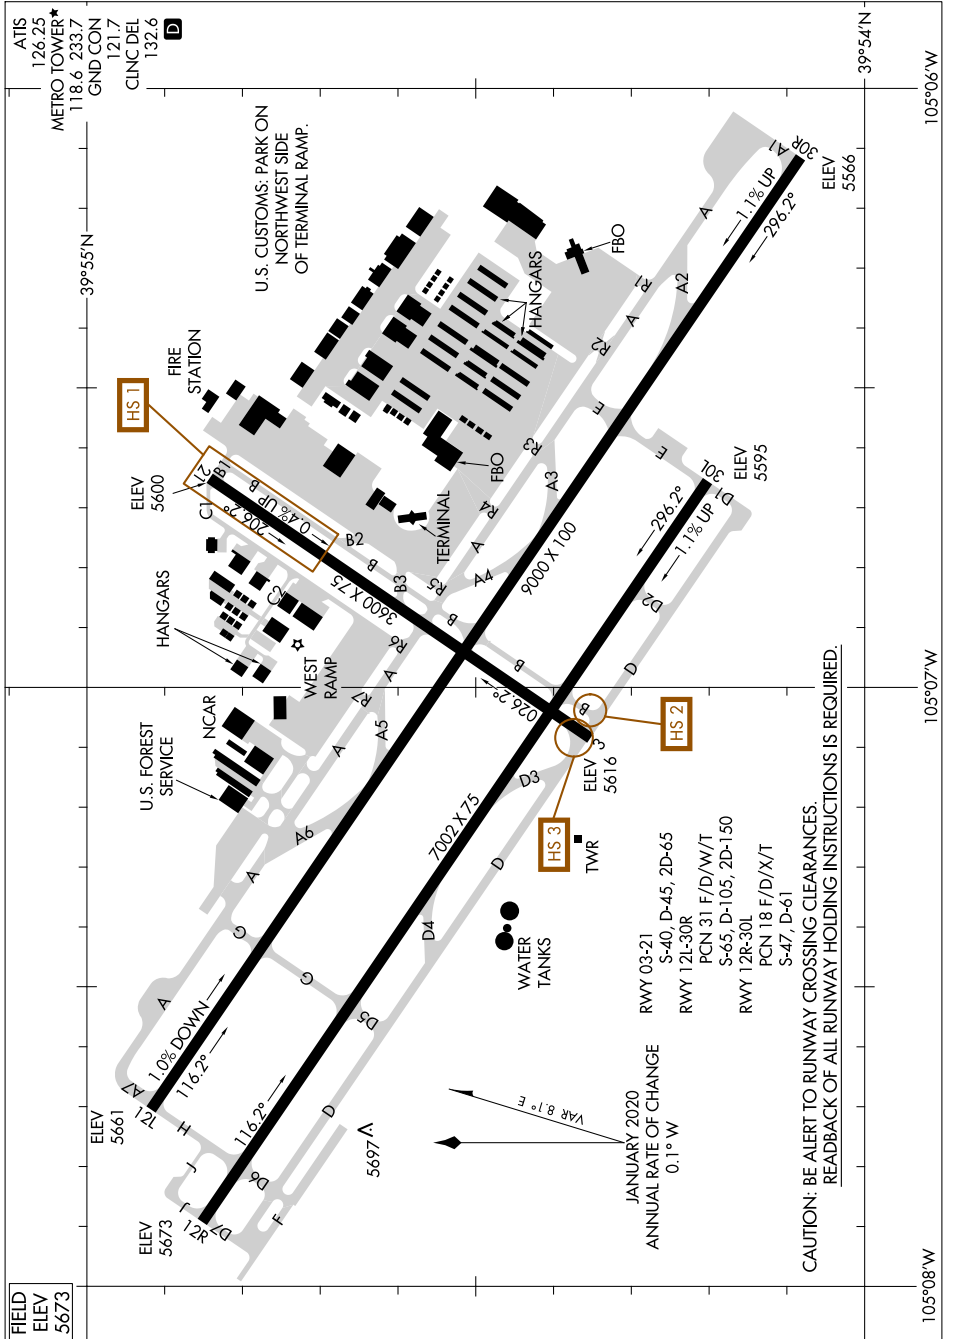 ATIS
126.25
METRO TOWER★
118.6 233.7
GND CON
121.7
CLNC DEL
132.6
D
FIELD
ELEV
5673
39°55'N
39°54'N
105°06'W
105°07'W
105°08'W
U.S. CUSTOMS: PARK ON
NORTHWEST SIDE
OF TERMINAL RAMP.
FIRE
STATION
HS 1
ELEV
5600
21
B1
B
C1
206.2°
0.4% UP
B2
B
B3
C2
3600 X 75
HANGARS
WEST
RAMP
NCAR
U.S. FOREST
SERVICE
TERMINAL
FBO
HANGARS
FBO
R1
R2
R3
R4
R5
R6
R7
A
A
A
A
A
A
A
A1
A2
A3
A4
A5
A6
A7
30R
ELEV
5566
1.1% UP
296.2°
9000 X 100
E
E
30L
ELEV
5595
D1
296.2°
1.1% UP
D2
D
B
B
026.2°
B
3
ELEV
5616
HS 2
HS 3
D3
TWR
7002 X 75
D
D4
WATER
TANKS
G
G
D5
1.0% DOWN
116.2°
12L
ELEV
5661
H
J
J
116.2°
12R
ELEV
5673
D7
D6
D
F
5697
VAR 8.1° E
JANUARY 2020
ANNUAL RATE OF CHANGE
0.1° W
RWY 03-21
S-40, D-45, 2D-65
RWY 12L-30R
PCN 31 F/D/W/T
S-65, D-105, 2D-150
RWY 12R-30L
PCN 18 F/D/X/T
S-47, D-61
CAUTION: BE ALERT TO RUNWAY CROSSING CLEARANCES.
READBACK OF ALL RUNWAY HOLDING INSTRUCTIONS IS REQUIRED.